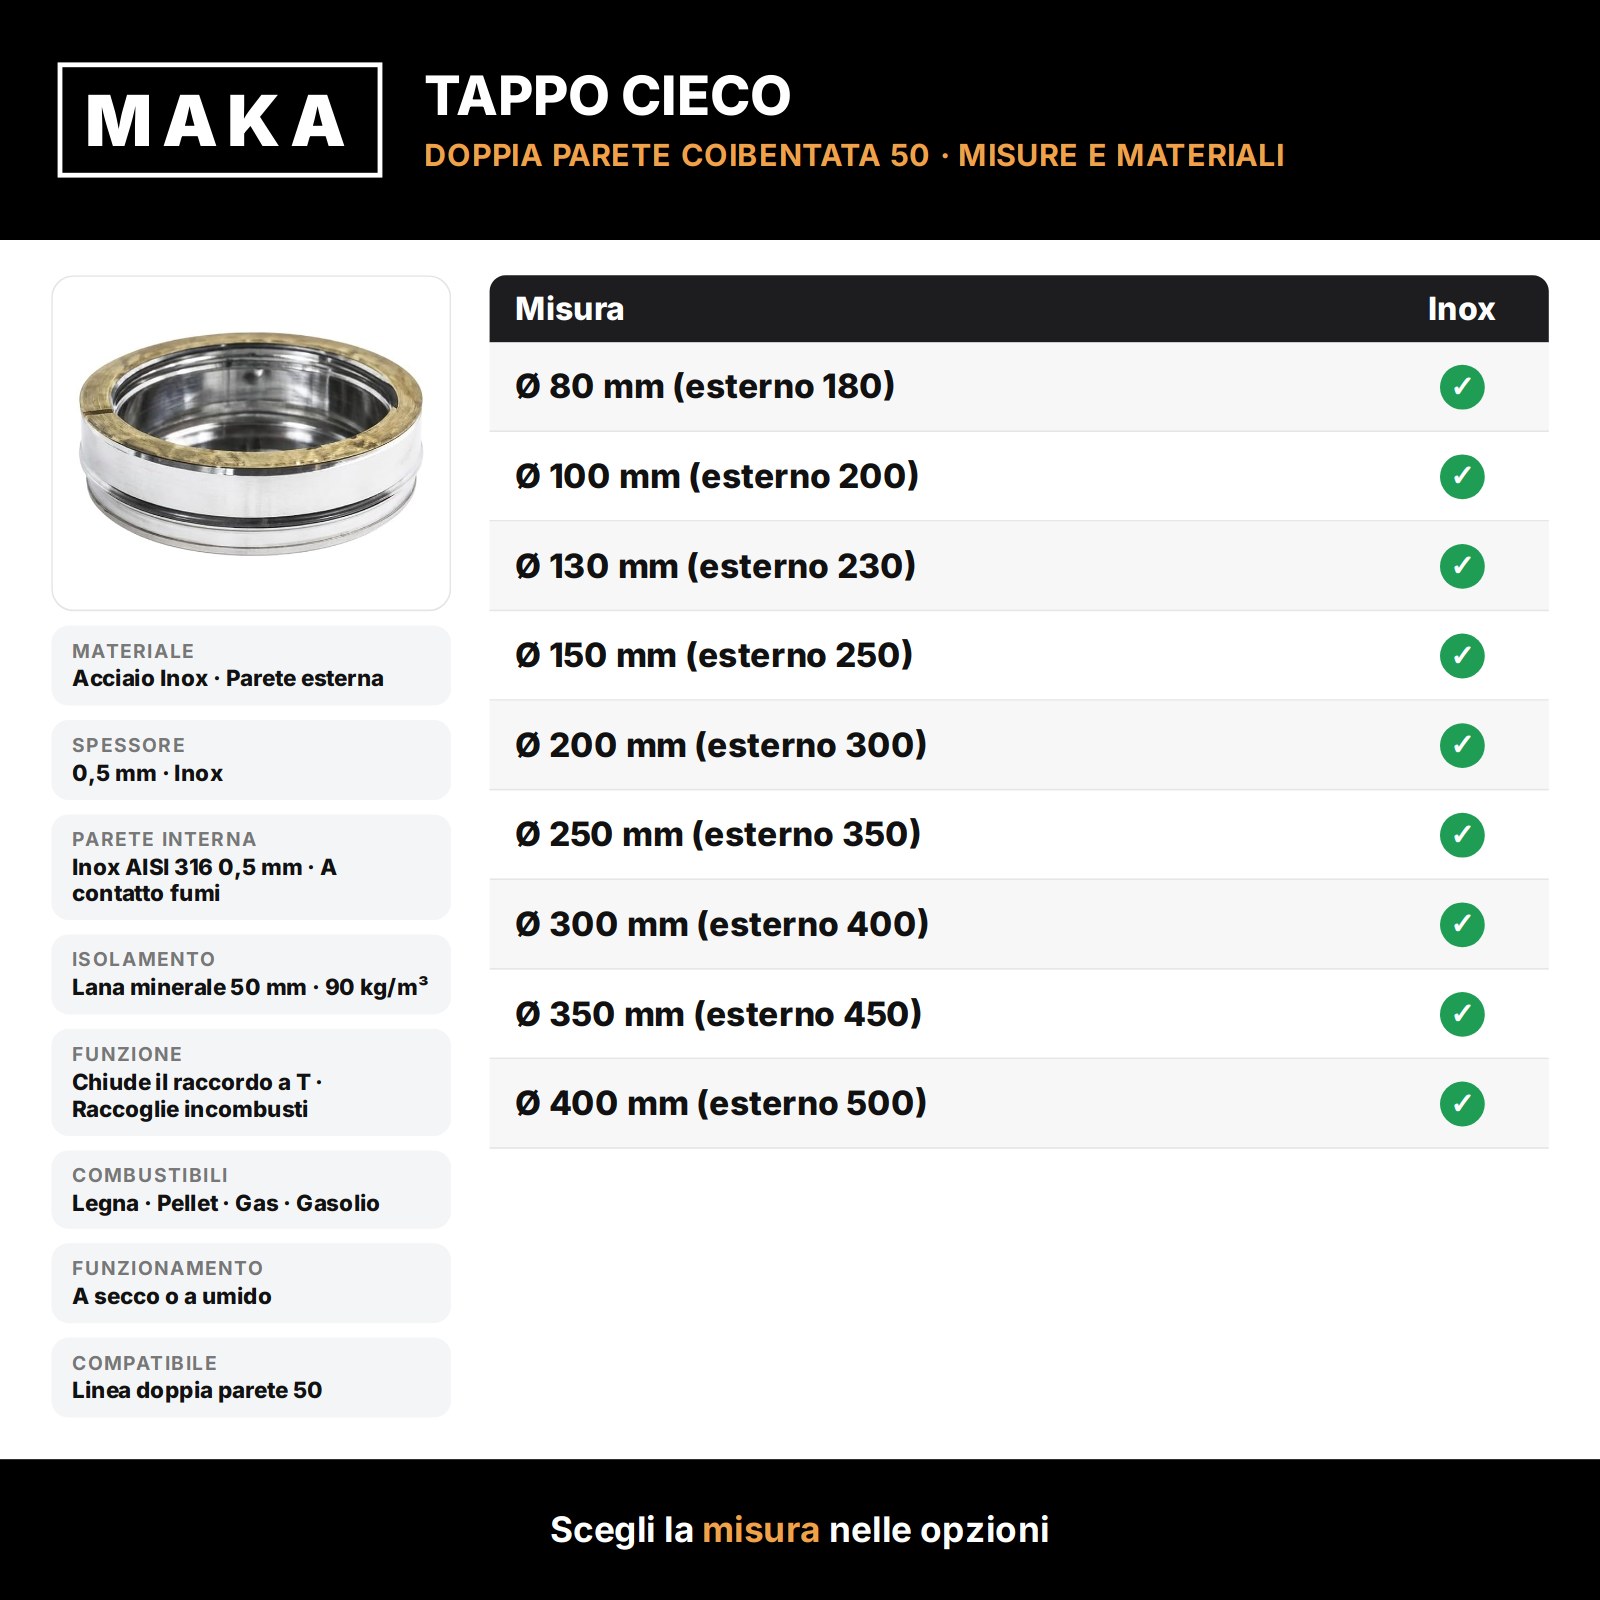 MAKA
TAPPO CIECO
DOPPIA PARETE COIBENTATA 50 · MISURE E MATERIALI
MATERIALE
Acciaio Inox · Parete esterna
SPESSORE
0,5 mm · Inox
PARETE INTERNA
Inox AISI 316 0,5 mm · A
contatto fumi
ISOLAMENTO
Lana minerale 50 mm · 90 kg/m³
FUNZIONE
Chiude il raccordo a T ·
Raccoglie incombusti
COMBUSTIBILI
Legna · Pellet · Gas · Gasolio
FUNZIONAMENTO
A secco o a umido
COMPATIBILE
Linea doppia parete 50
Misura Inox
Ø 80 mm (esterno 180) ✓
Ø 100 mm (esterno 200) ✓
Ø 130 mm (esterno 230) ✓
Ø 150 mm (esterno 250) ✓
Ø 200 mm (esterno 300) ✓
Ø 250 mm (esterno 350) ✓
Ø 300 mm (esterno 400) ✓
Ø 350 mm (esterno 450) ✓
Ø 400 mm (esterno 500) ✓
Scegli la misura nelle opzioni